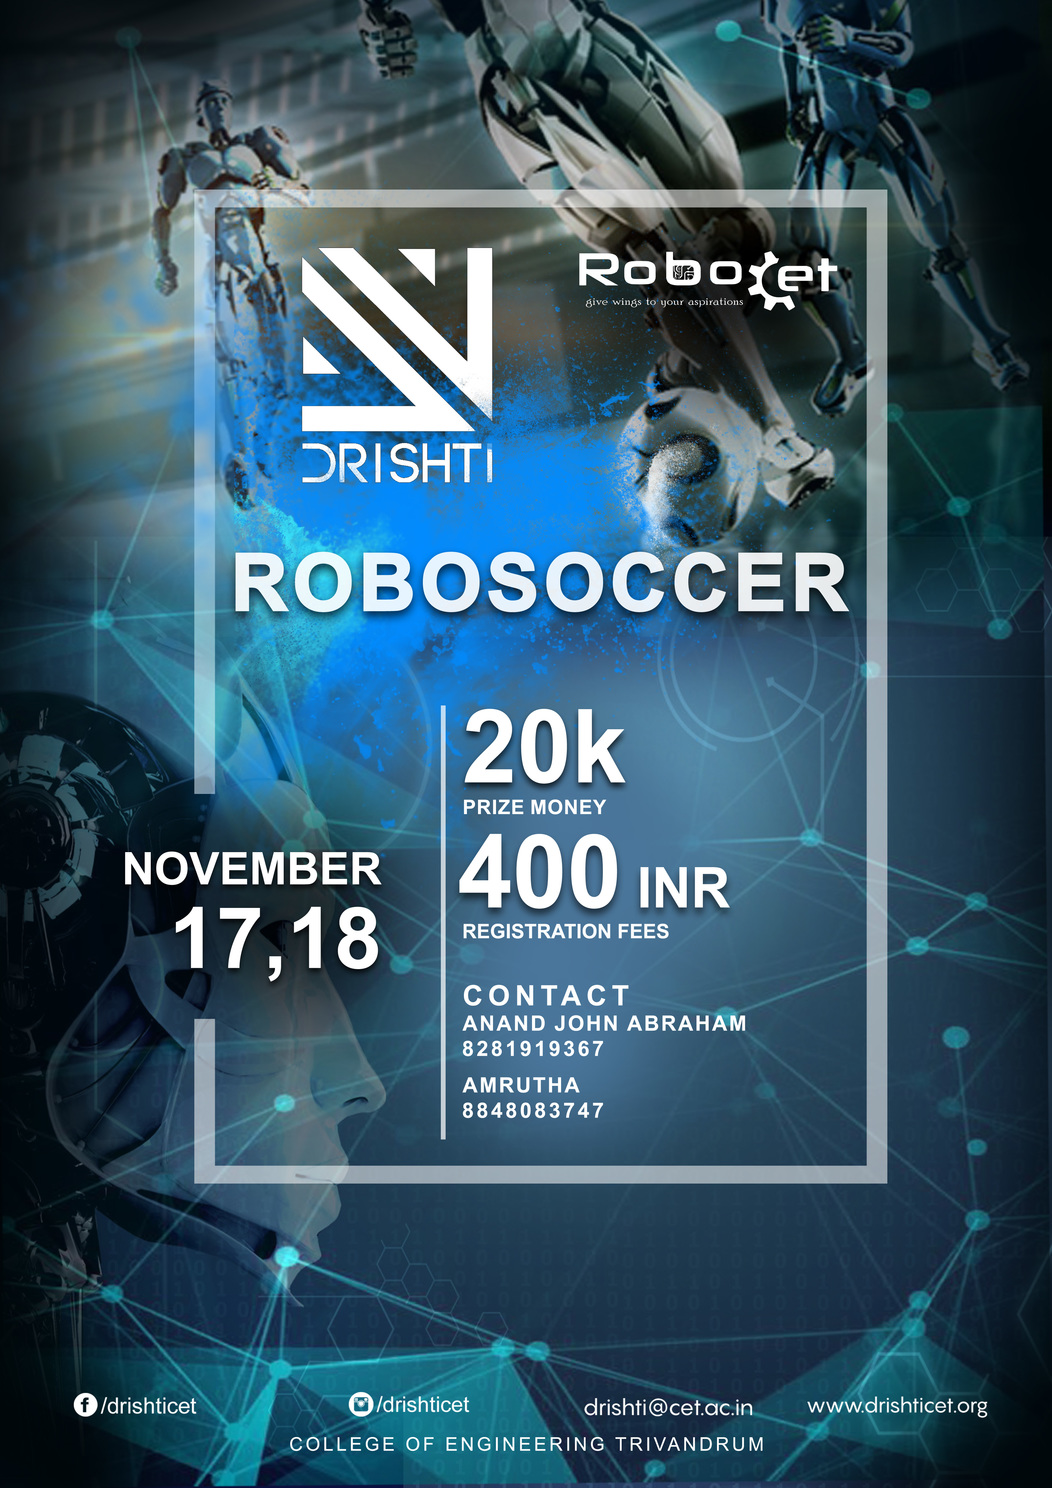 RoboCet
give wings to your aspirations
DRISHTI
ROBOSOCCER
20k
PRIZE MONEY
400 INR
REGISTRATION FEES
NOVEMBER
17,18
CONTACT
ANAND JOHN ABRAHAM
8281919367
AMRUTHA
8848083747
/drishticet
/drishticet
drishti@cet.ac.in
www.drishticet.org
COLLEGE OF ENGINEERING TRIVANDRUM